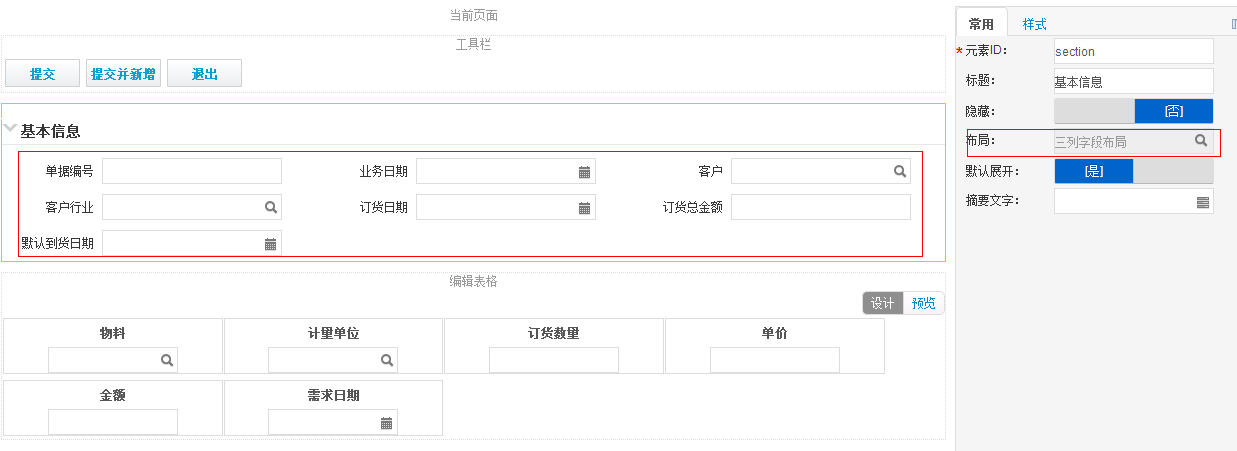 当前页面
工具栏
提交 提交并新增 退出
基本信息
单据编号 业务日期 客户
客户行业 订货日期 订货总金额
默认到货日期
编辑表格
设计 预览
物料 计量单位 订货数量 单价
金额 需求日期
常用 样式
*元素ID: section
标题: 基本信息
隐藏: [否]
布局: 三列字段布局
默认展开: [是]
摘要文字: